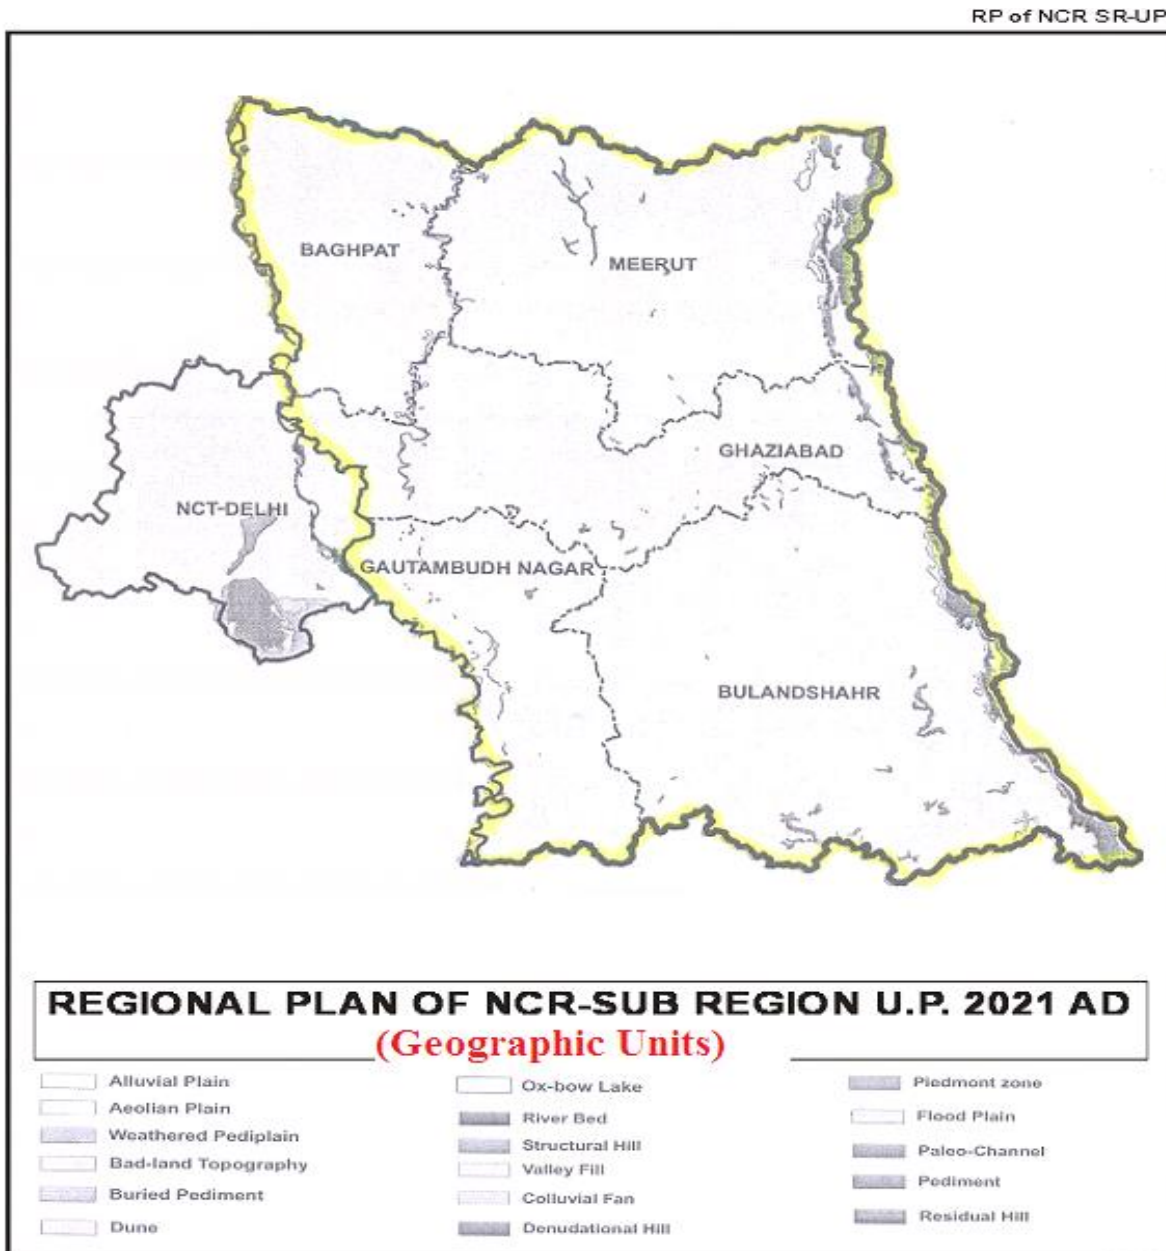 RP of NCR SR-UP
BAGHPAT
MEERUT
GHAZIABAD
NCT-DELHI
GAUTAMBUDH NAGAR
BULANDSHAHR
REGIONAL PLAN OF NCR-SUB REGION U.P. 2021 AD
(Geographic Units)
Alluvial Plain
Aeolian Plain
Weathered Pediplain
Bad-land Topography
Buried Pediment
Dune
Ox-bow Lake
River Bed
Structural Hill
Valley Fill
Colluvial Fan
Denudational Hill
Piedmont zone
Flood Plain
Paleo-Channel
Pediment
Residual Hill